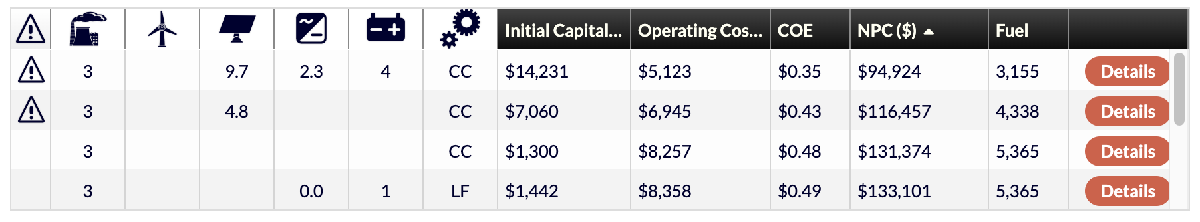 Initial Capital... Operating Cos... COE NPC ($) Fuel
3 9.7 2.3 4 CC $14,231 $5,123 $0.35 $94,924 3,155 Details
3 4.8 CC $7,060 $6,945 $0.43 $116,457 4,338 Details
3 CC $1,300 $8,257 $0.48 $131,374 5,365 Details
3 0.0 1 LF $1,442 $8,358 $0.49 $133,101 5,365 Details